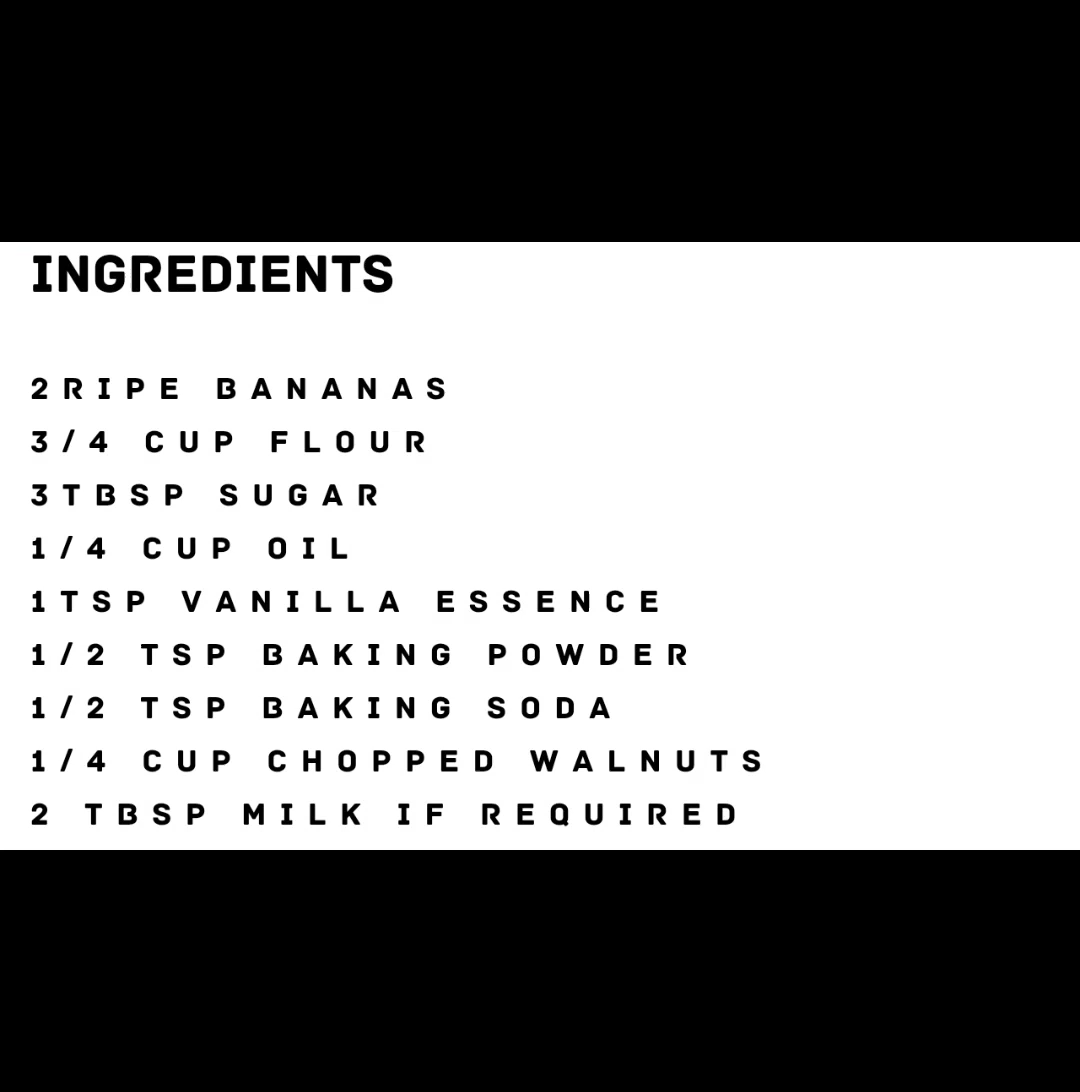 INGREDIENTS
2RIPE BANANAS
3/4 CUP FLOUR
3TBSP SUGAR
1/4 CUP OIL
1TSP VANILLA ESSENCE
1/2 TSP BAKING POWDER
1/2 TSP BAKING SODA
1/4 CUP CHOPPED WALNUTS
2 TBSP MILK IF REQUIRED